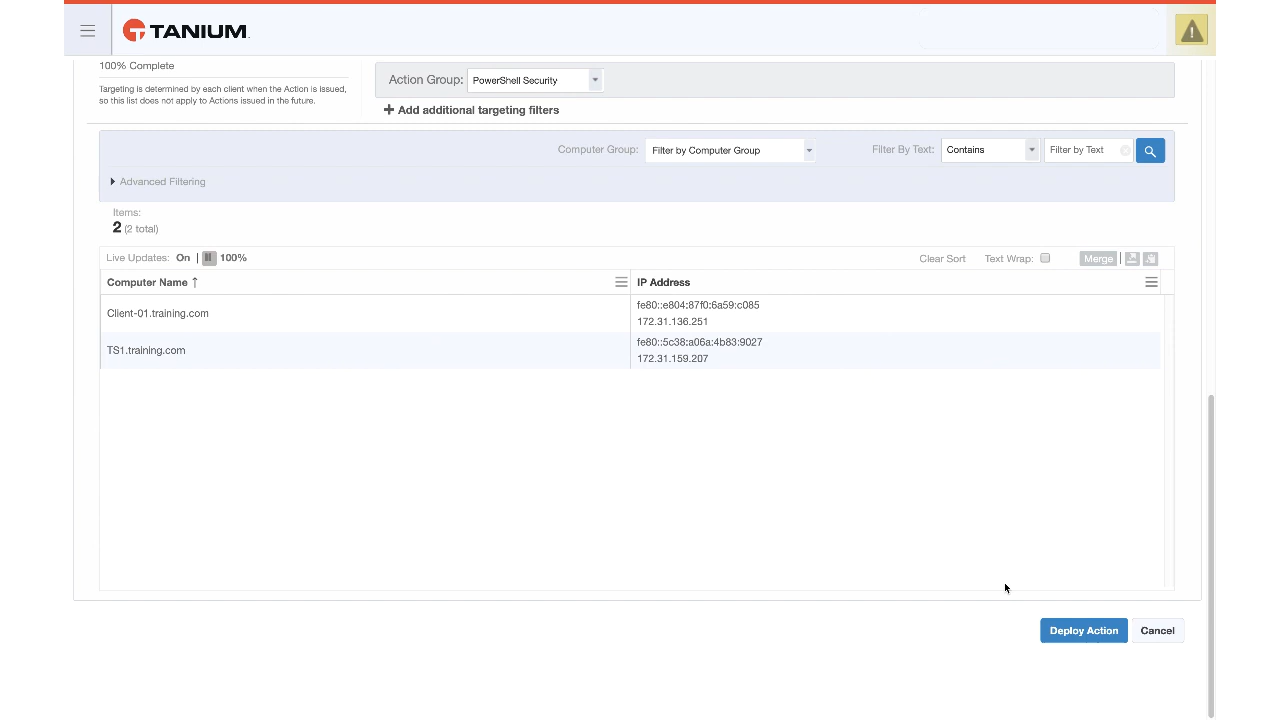 TANIUM
100% Complete
Targeting is determined by each client when the Action is issued,
so this list does not apply to Actions issued in the future.
Action Group: PowerShell Security
Add additional targeting filters
Computer Group: Filter by Computer Group Filter By Text: Contains Filter by Text
Advanced Filtering
Items:
2 (2 total)
Live Updates: On | 100% Clear Sort Text Wrap: Merge |
Computer Name ↑ IP Address
Client-01.training.com
fe80::e804:87f0:6a59:c085
172.31.136.251
TS1.training.com
fe80::5c38:a06a:4b83:9027
172.31.159.207
Deploy Action Cancel